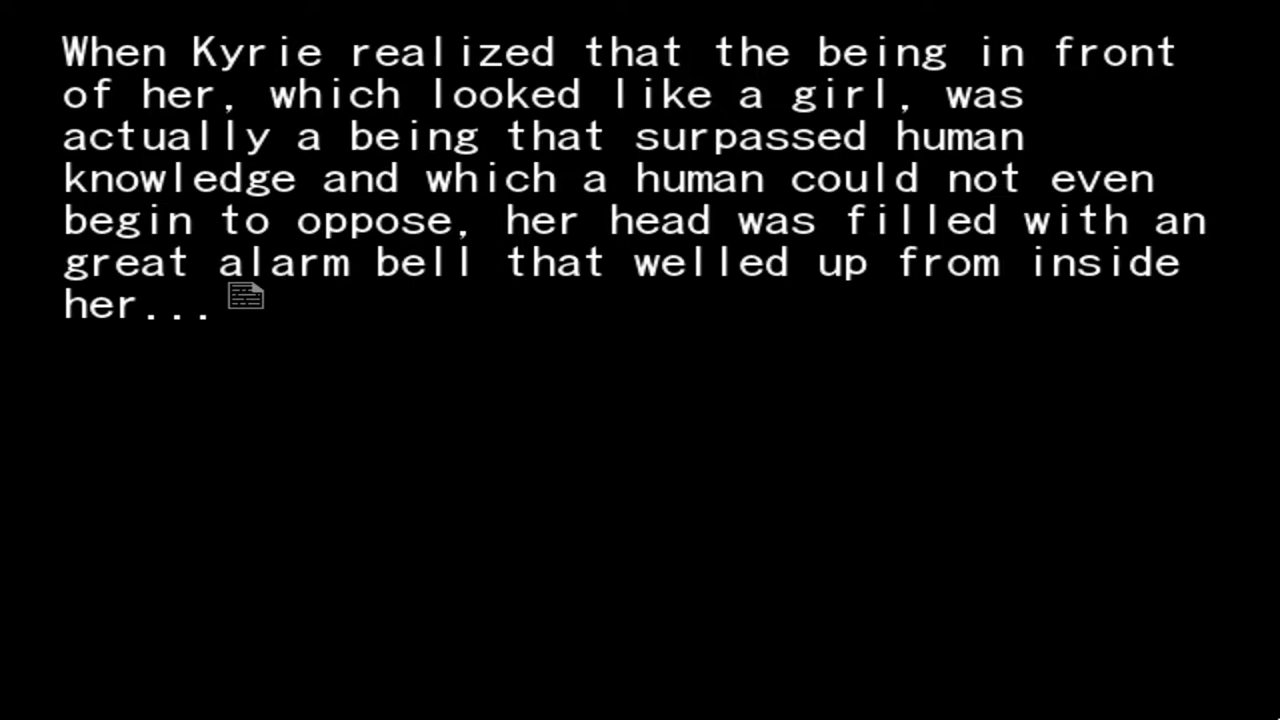 When Kyrie realized that the being in front
of her, which looked like a girl, was
actually a being that surpassed human
knowledge and which a human could not even
begin to oppose, her head was filled with an
great alarm bell that welled up from inside
her...